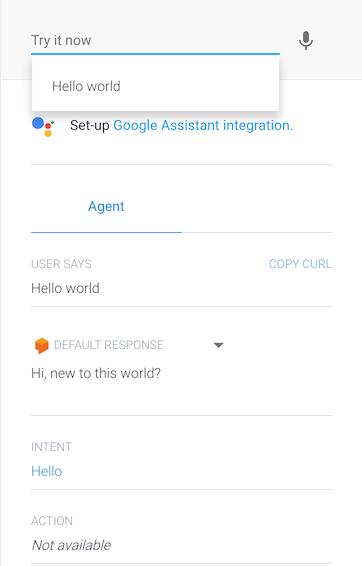 Try it now
Hello world
Set-up Google Assistant integration.
Agent
USER SAYS COPY CURL
Hello world
DEFAULT RESPONSE
Hi, new to this world?
INTENT
Hello
ACTION
Not available